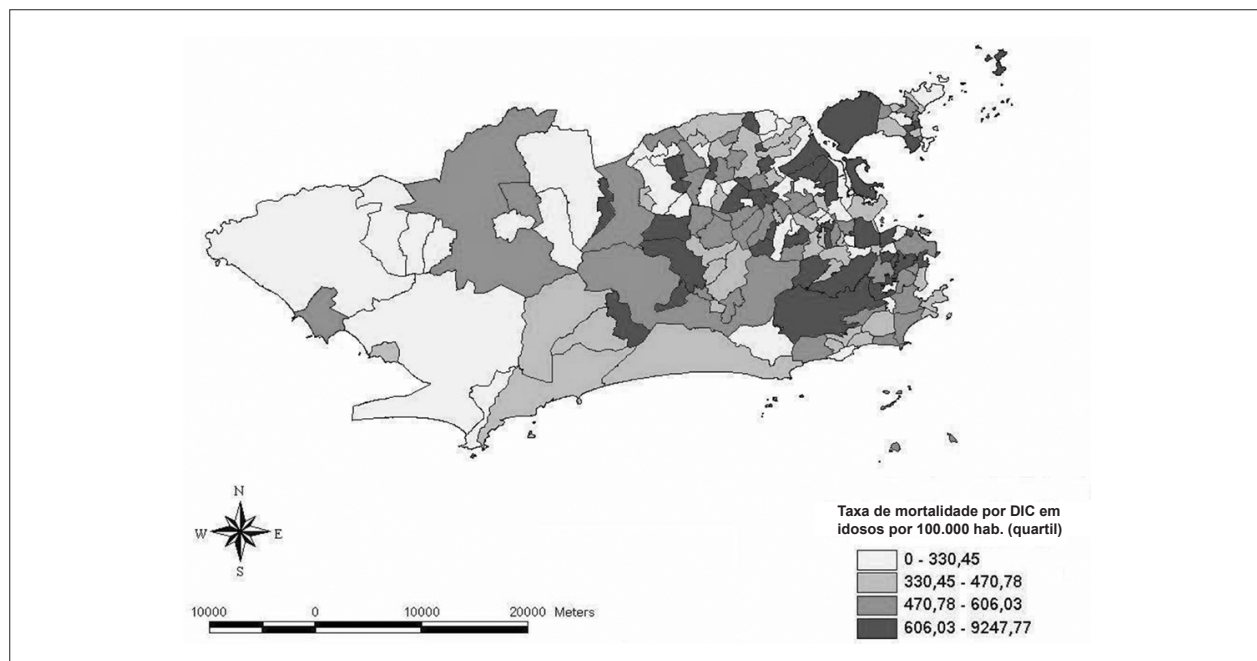 N
W E
S
10000 0 10000 20000 Meters
Taxa de mortalidade por DIC em
idosos por 100.000 hab. (quartil)
0 - 330,45
330,45 - 470,78
470,78 - 606,03
606,03 - 9247,77